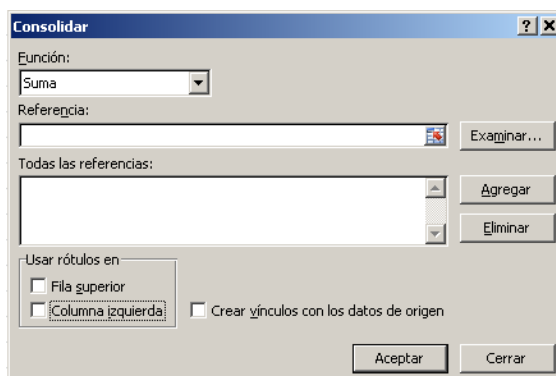 Consolidar
Función:
Suma
Referencia:
Examinar...
Todas las referencias:
Agregar
Eliminar
Usar rótulos en
Fila superior
Columna izquierda
Crear vínculos con los datos de origen
Aceptar
Cerrar